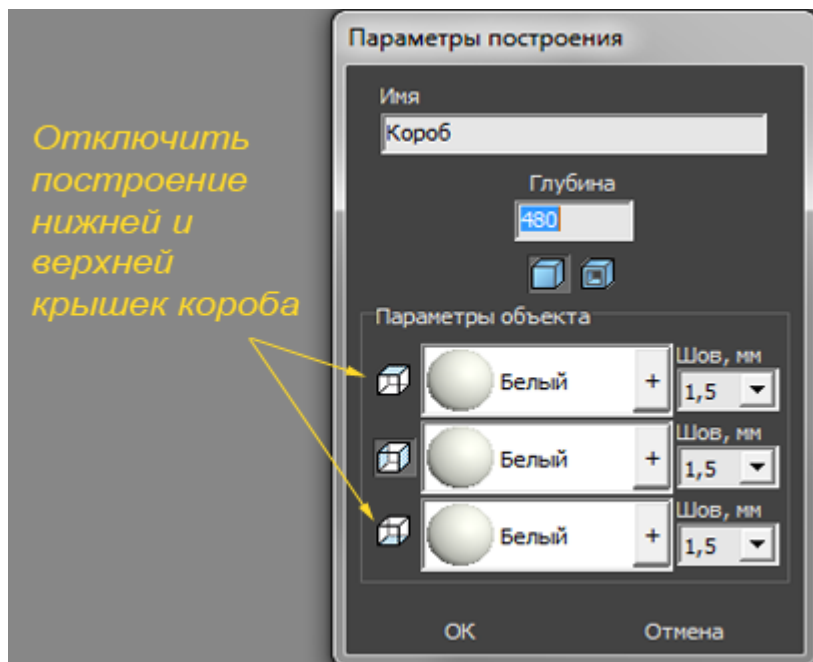 Параметры построения
Имя
Короб
Глубина
480
Отключить
построение
нижней и
верхней
крышек короба
Параметры объекта
Белый
+
Шов, мм
1,5
Белый
+
Шов, мм
1,5
Белый
+
Шов, мм
1,5
OK
Отмена